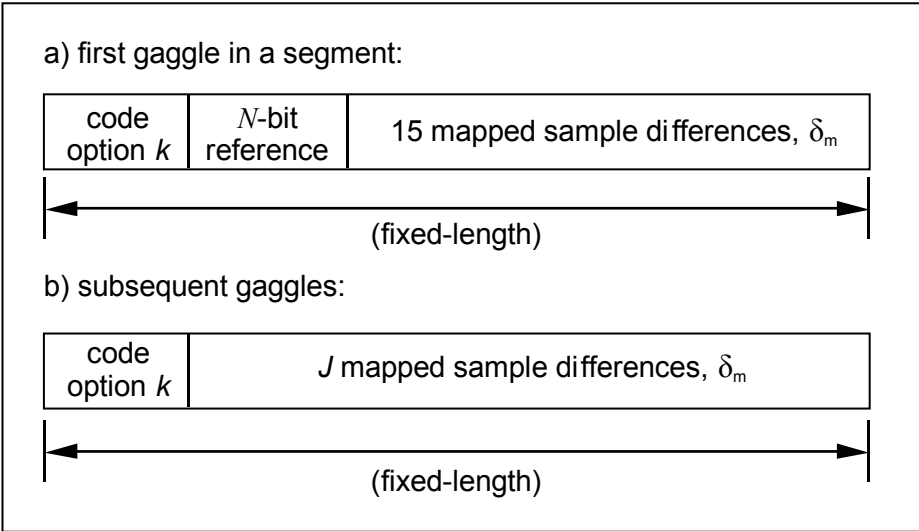 a) first gaggle in a segment:
code option k
N-bit reference
15 mapped sample differences, δm
(fixed-length)
b) subsequent gaggles:
code option k
J mapped sample differences, δm
(fixed-length)